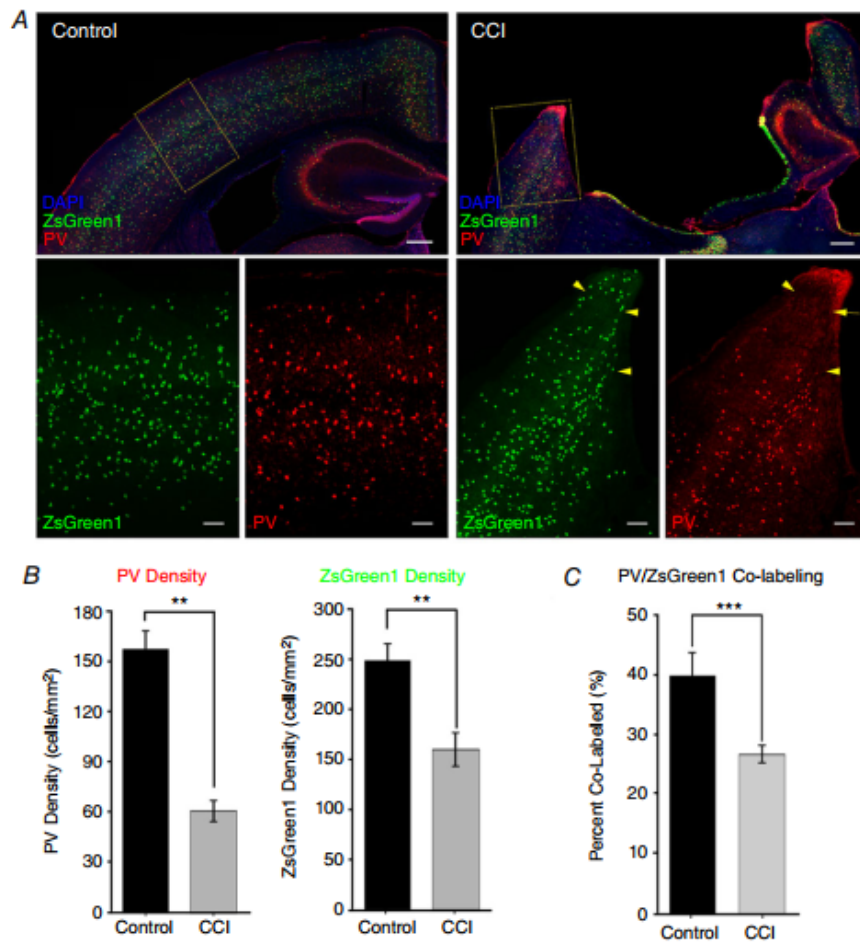 A
Control
CCI
DAPI
ZsGreen1
PV
DAPI
ZsGreen1
PV
ZsGreen1
PV
ZsGreen1
PV
B
PV Density
PV Density (cells/mm²)
180
150
120
90
60
30
0
**
Control CCI
ZsGreen1 Density
ZsGreen1 Density (cells/mm²)
300
250
200
150
100
50
0
**
Control CCI
C
PV/ZsGreen1 Co-labeling
Percent Co-Labeled (%)
50
40
30
20
10
0
***
Control CCI